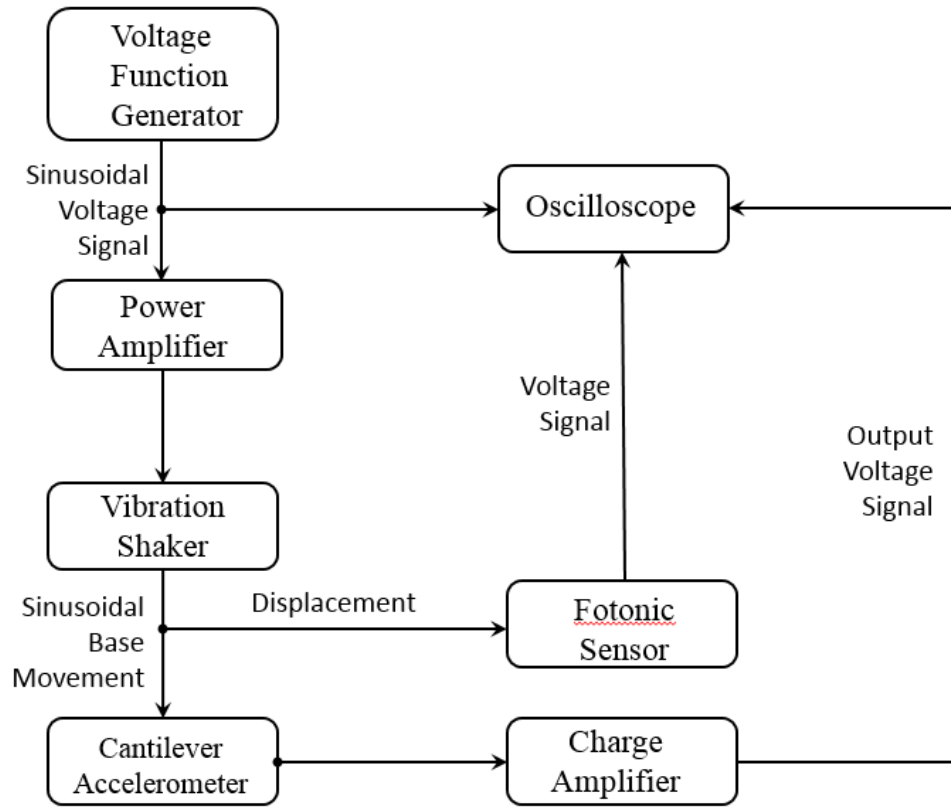 Voltage
Function
Generator
Sinusoidal
Voltage
Signal
Oscilloscope
Power
Amplifier
Voltage
Signal
Output
Voltage
Signal
Vibration
Shaker
Sinusoidal
Base
Movement
Displacement
Fotonic
Sensor
Cantilever
Accelerometer
Charge
Amplifier